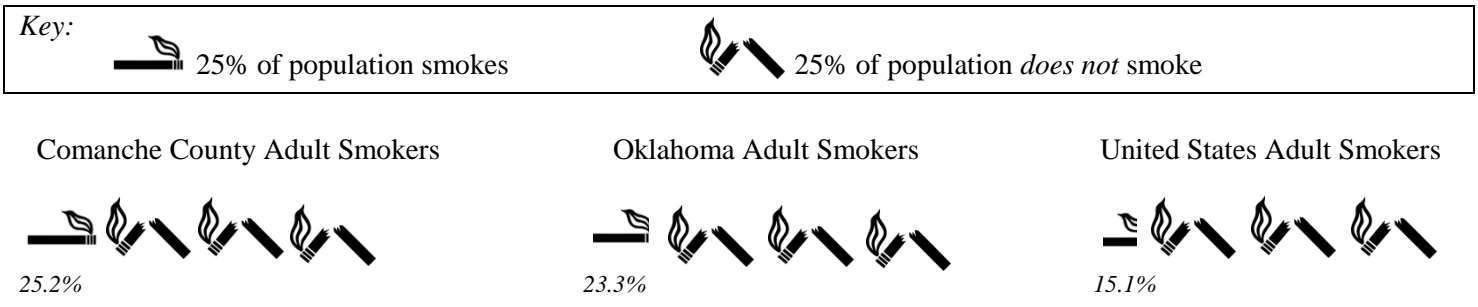 Key:
25% of population smokes 25% of population does not smoke
Comanche County Adult Smokers Oklahoma Adult Smokers United States Adult Smokers
25.2% 23.3% 15.1%